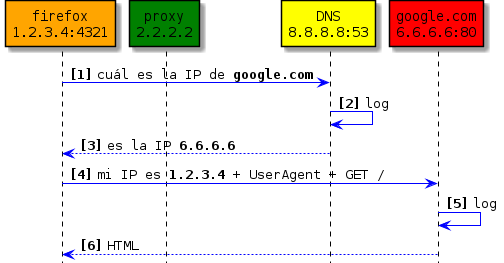 firefox
1.2.3.4:4321
proxy
2.2.2.2
DNS
8.8.8.8:53
google.com
6.6.6.6:80
[1] cuál es la IP de google.com
[2] log
[3] es la IP 6.6.6.6
[4] mi IP es 1.2.3.4 + UserAgent + GET /
[5] log
[6] HTML